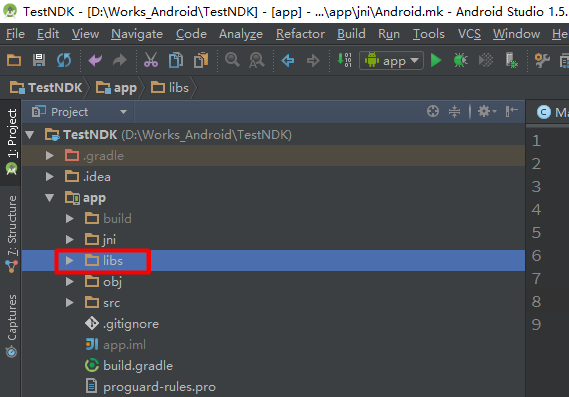 TestNDK - [D:\Works_Android\TestNDK] - [app] - ...\app\jni\Android.mk - Android Studio 1.5.
File Edit View Navigate Code Analyze Refactor Build Run Tools VCS Window
app
TestNDK app libs
Project
TestNDK (D:\Works_Android\TestNDK)
.gradle
.idea
app
build
jni
libs
obj
src
.gitignore
app.iml
build.gradle
proguard-rules.pro
1: Project
7: Structure
Captures
C Ma
1
2
3
4
5
6
7
8
9